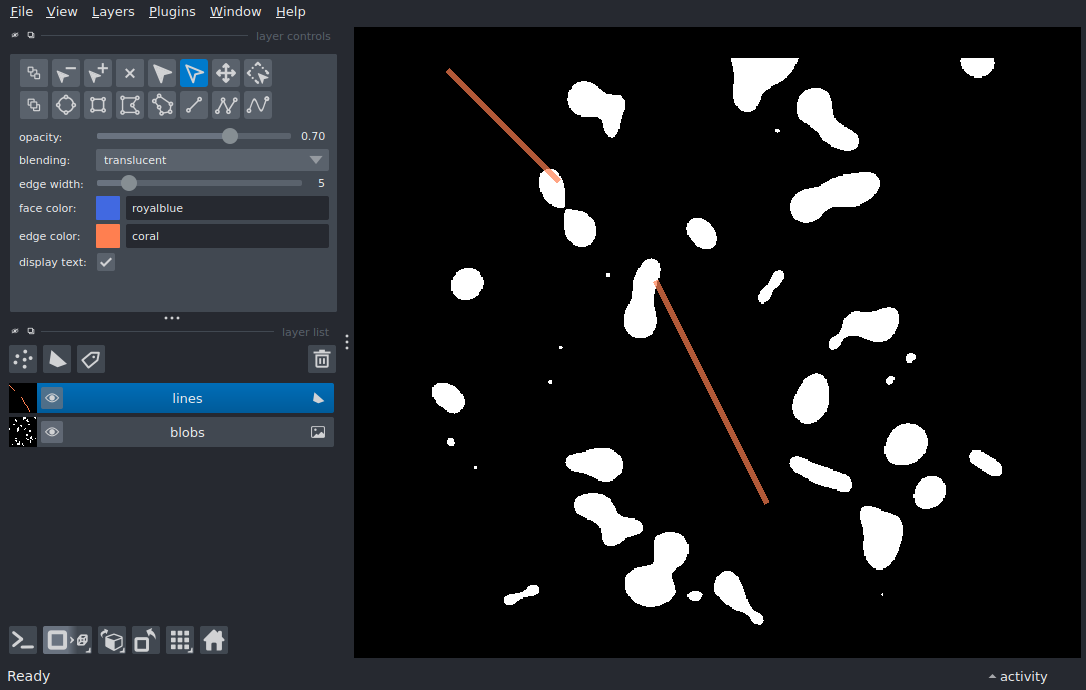 File View Layers Plugins Window Help
layer controls
opacity: 0.70
blending: translucent
edge width: 5
face color: royalblue
edge color: coral
display text:
layer list
lines
blobs
Ready
activity